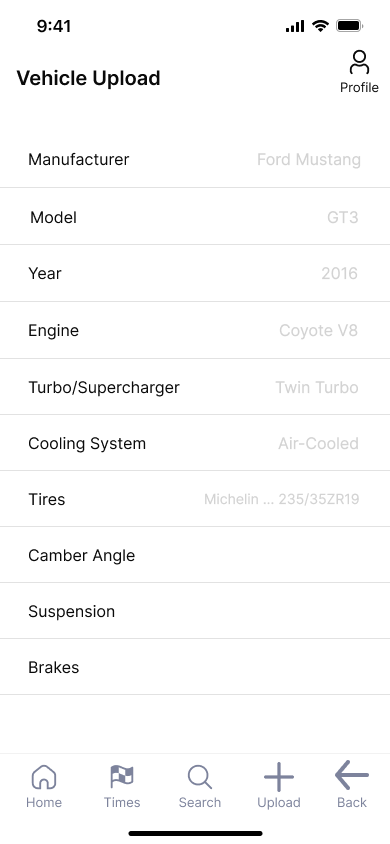 9:41
Vehicle Upload
Profile
Manufacturer Ford Mustang
Model GT3
Year 2016
Engine Coyote V8
Turbo/Supercharger Twin Turbo
Cooling System Air-Cooled
Tires Michelin ... 235/35ZR19
Camber Angle
Suspension
Brakes
Home Times Search Upload Back